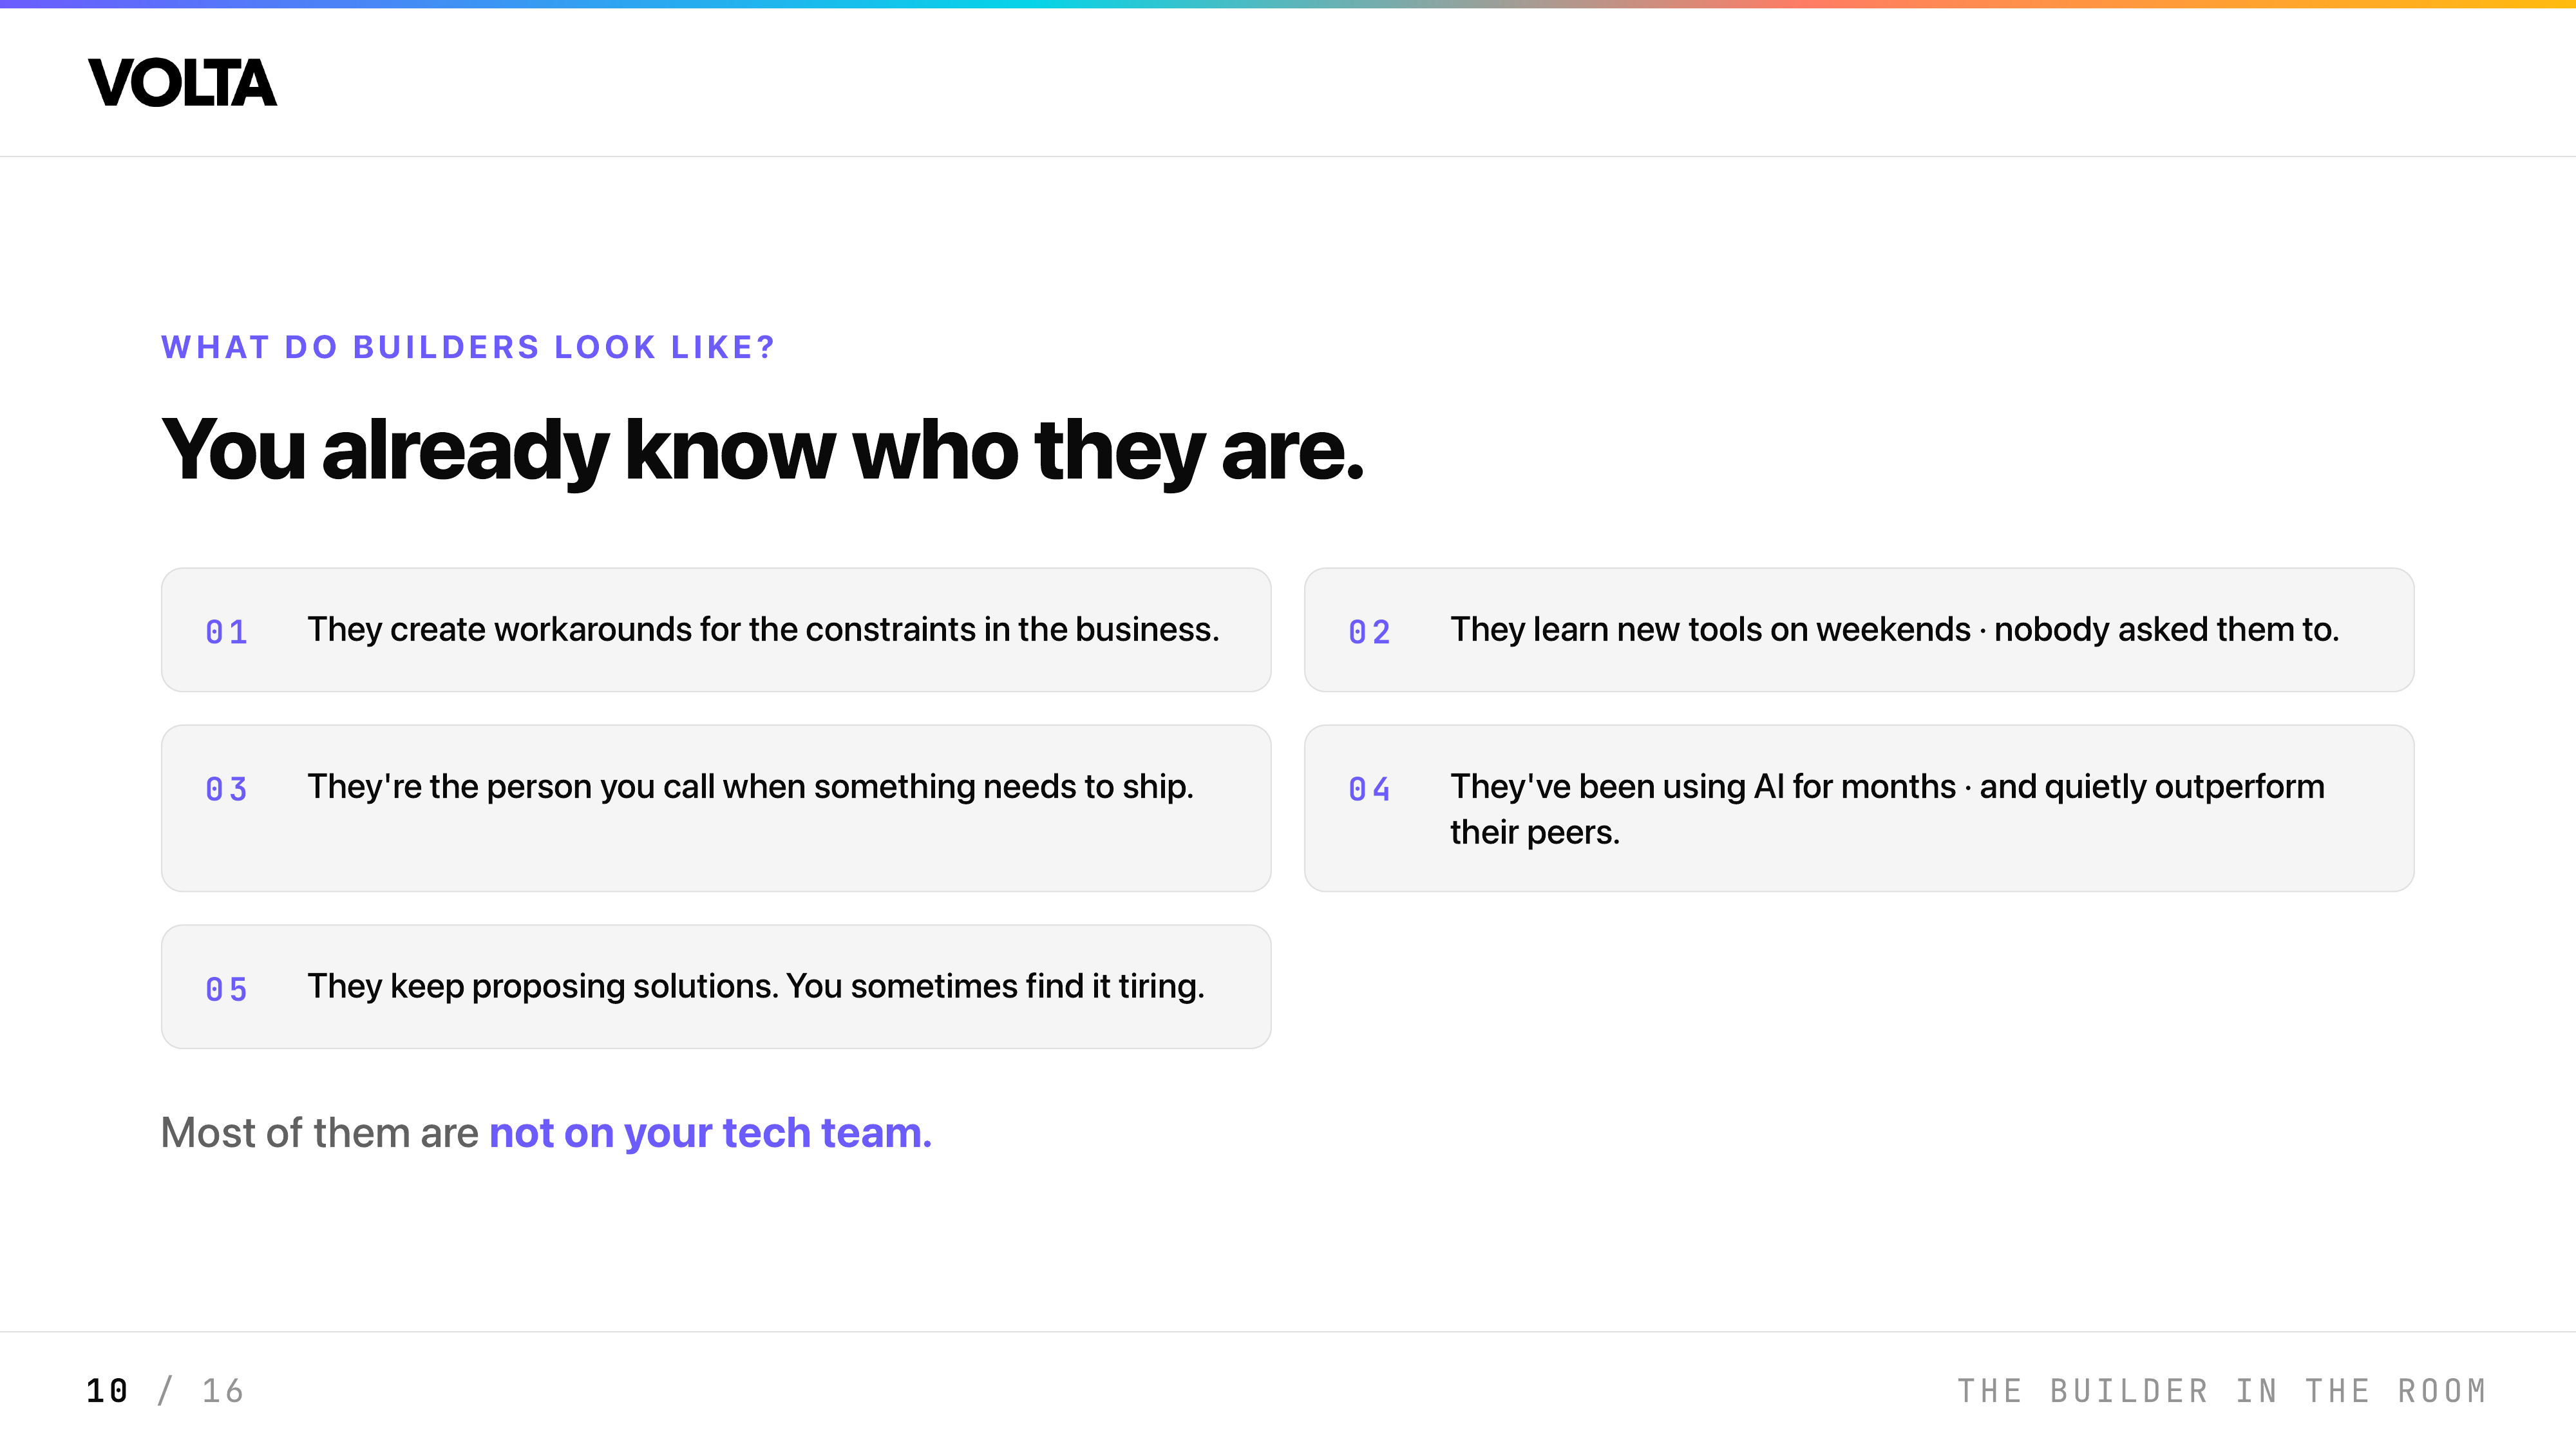 VOLTA
WHAT DO BUILDERS LOOK LIKE?
You already know who they are.
01 They create workarounds for the constraints in the business.
02 They learn new tools on weekends · nobody asked them to.
03 They're the person you call when something needs to ship.
04 They've been using AI for months · and quietly outperform
their peers.
05 They keep proposing solutions. You sometimes find it tiring.
Most of them are not on your tech team.
10 / 16
THE BUILDER IN THE ROOM